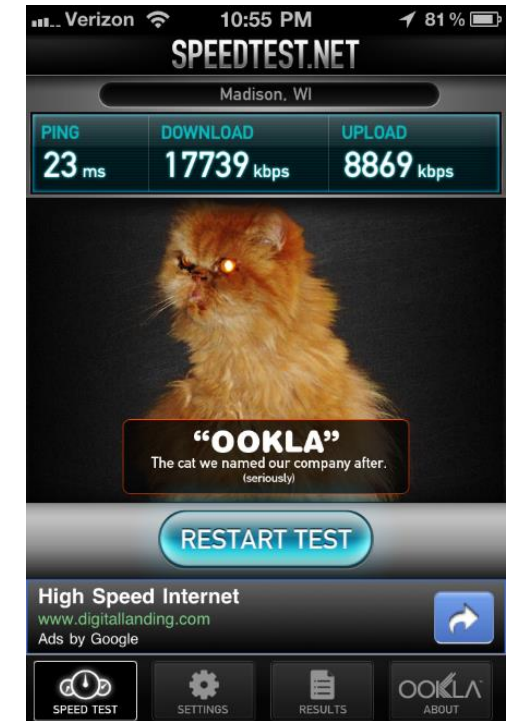 Verizon 10:55 PM 81%
SPEEDTEST.NET
Madison, WI
PING DOWNLOAD UPLOAD
23 ms 17739 kbps 8869 kbps
“OOKLA”
The cat we named our company after.
(seriously)
RESTART TEST
High Speed Internet
www.digitallanding.com
Ads by Google
OOKLA
SPEED TEST SETTINGS RESULTS ABOUT